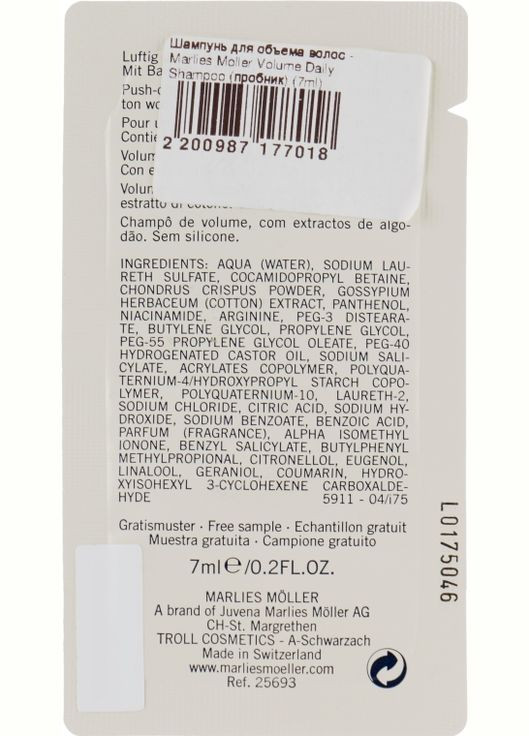 Шампунь для объема волос -
Marlies Moller Volume Daily
Shampoo (пробник) (7ml)
2 200987 177018
Luftig
Mit Ba
Push-
ton wo
Pour
Contie
Volum
Con e
Volum
estratto di
Champô de volume, com extractos de algo-
dão. Sem silicone.
INGREDIENTS: AQUA (WATER), SODIUM LAU-
RETH SULFATE, COCAMIDOPROPYL BETAINE,
CHONDRUS CRISPUS POWDER, GOSSYPIUM
HERBACEUM (COTTON) EXTRACT, PANTHENOL,
NIACINAMIDE, ARGININE, PEG-3 DISTEARA-
TE, BUTYLENE GLYCOL, PROPYLENE GLYCOL,
PEG-55 PROPYLENE GLYCOL OLEATE, PEG-40
HYDROGENATED CASTOR OIL, SODIUM SALI-
CYLATE, ACRYLATES COPOLYMER, POLYQUA-
TERNIUM-4/HYDROXYPROPYL STARCH COPO-
LYMER, POLYQUATERNIUM-10, LAURETH-2,
SODIUM CHLORIDE, CITRIC ACID, SODIUM HY-
DROXIDE, SODIUM BENZOATE, BENZOIC ACID,
PARFUM (FRAGRANCE), ALPHA ISOMETHYL
IONONE, BENZYL SALICYLATE, BUTYLPHENYL
METHYLPROPIONAL, CITRONELLOL, EUGENOL,
LINALOOL, GERANIOL, COUMARIN, HYDRO-
XYISOHEXYL 3-CYCLOHEXENE CARBOXALDE-
HYDE 5911 - 04/i75
Gratismuster · Free sample · Echantillon gratuit
Muestra gratuita · Campione gratuito
7ml℮/0.2FL.OZ.
MARLIES MÖLLER
A brand of Juvena Marlies Möller AG
CH-St. Margrethen
TROLL COSMETICS - A-Schwarzach
Made in Switzerland
www.marliesmoeller.com
Ref. 25693
L0175046